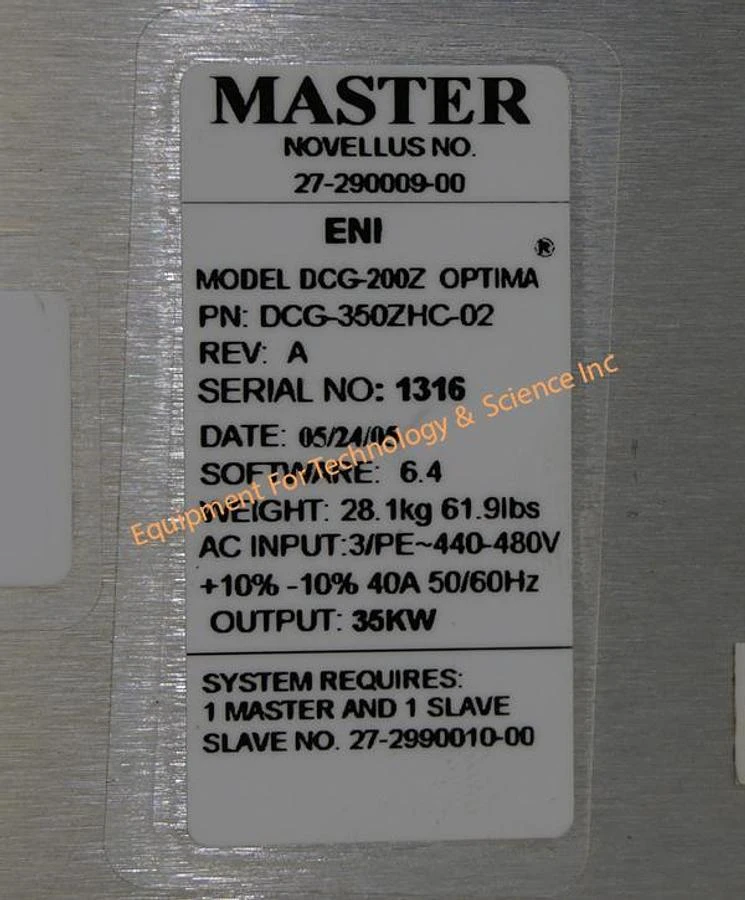 MASTER
NOVELLUS NO.
27-290009-00
ENI
®
MODEL DCG-200Z OPTIMA
PN: DCG-350ZHC-02
REV: A
SERIAL NO: 1316
DATE: 05/24/05
SOFTWARE: 6.4
WEIGHT: 28.1kg 61.9lbs
AC INPUT:3/PE~440-480V
+10% -10% 40A 50/60Hz
OUTPUT: 35KW
SYSTEM REQUIRES:
1 MASTER AND 1 SLAVE
SLAVE NO. 27-2990010-00
Equipment For Technology & Science Inc